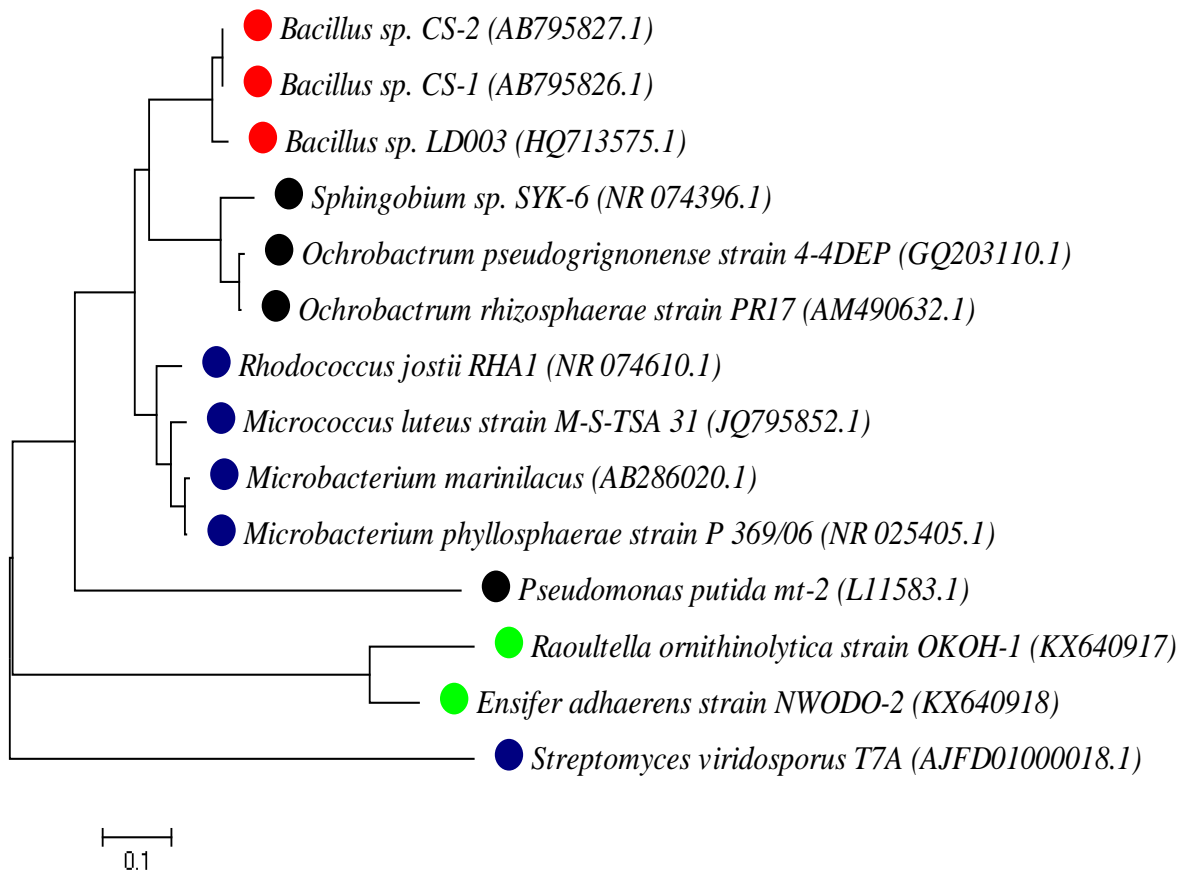 Bacillus sp. CS-2 (AB795827.1)
Bacillus sp. CS-1 (AB795826.1)
Bacillus sp. LD003 (HQ713575.1)
Sphingobium sp. SYK-6 (NR 074396.1)
Ochrobactrum pseudogrignonense strain 4-4DEP (GQ203110.1)
Ochrobactrum rhizosphaerae strain PR17 (AM490632.1)
Rhodococcus jostii RHA1 (NR 074610.1)
Micrococcus luteus strain M-S-TSA 31 (JQ795852.1)
Microbacterium marinilacus (AB286020.1)
Microbacterium phyllosphaerae strain P 369/06 (NR 025405.1)
Pseudomonas putida mt-2 (L11583.1)
Raoultella ornithinolytica strain OKOH-1 (KX640917)
Ensifer adhaerens strain NWODO-2 (KX640918)
Streptomyces viridosporus T7A (AJFD01000018.1)
0.1